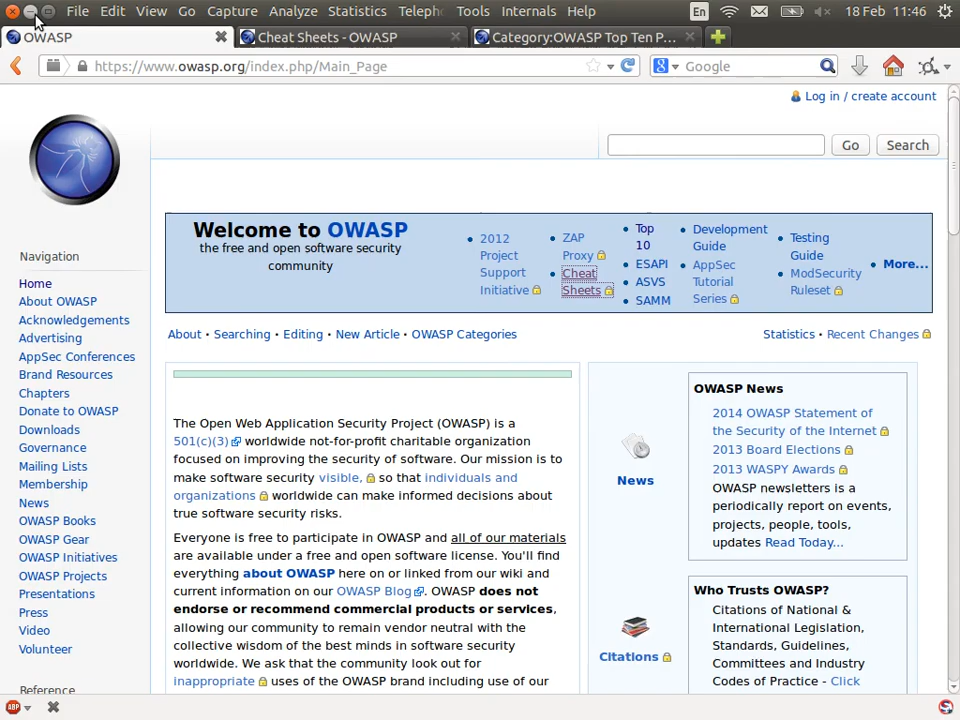 File Edit View Go Capture Analyze Statistics Teleph Tools Internals Help En 18 Feb 11:46
OWASP Cheat Sheets - OWASP Category:OWASP Top Ten P...
https://www.owasp.org/index.php/Main_Page Google
Log in / create account
Go Search
Welcome to OWASP
the free and open software security
community
2012
Project
Support
Initiative
ZAP
Proxy
Cheat
Sheets
Top
10
ESAPI
ASVS
SAMM
Development
Guide
AppSec
Tutorial
Series
Testing
Guide
ModSecurity
Ruleset
More...
Navigation
Home
About OWASP
Acknowledgements
Advertising
AppSec Conferences
Brand Resources
Chapters
Donate to OWASP
Downloads
Governance
Mailing Lists
Membership
News
OWASP Books
OWASP Gear
OWASP Initiatives
OWASP Projects
Presentations
Press
Video
Volunteer
Reference
About • Searching • Editing • New Article • OWASP Categories
Statistics • Recent Changes
The Open Web Application Security Project (OWASP) is a
501(c)(3) worldwide not-for-profit charitable organization
focused on improving the security of software. Our mission is to
make software security visible, so that individuals and
organizations worldwide can make informed decisions about
true software security risks.
Everyone is free to participate in OWASP and all of our materials
are available under a free and open software license. You'll find
everything about OWASP here on or linked from our wiki and
current information on our OWASP Blog. OWASP does not
endorse or recommend commercial products or services,
allowing our community to remain vendor neutral with the
collective wisdom of the best minds in software security
worldwide. We ask that the community look out for
inappropriate uses of the OWASP brand including use of our
News
OWASP News
2014 OWASP Statement of
the Security of the Internet
2013 Board Elections
2013 WASPY Awards
OWASP newsletters is a
periodically report on events,
projects, people, tools,
updates Read Today...
Citations
Who Trusts OWASP?
Citations of National &
International Legislation,
Standards, Guidelines,
Committees and Industry
Codes of Practice - Click
ABP